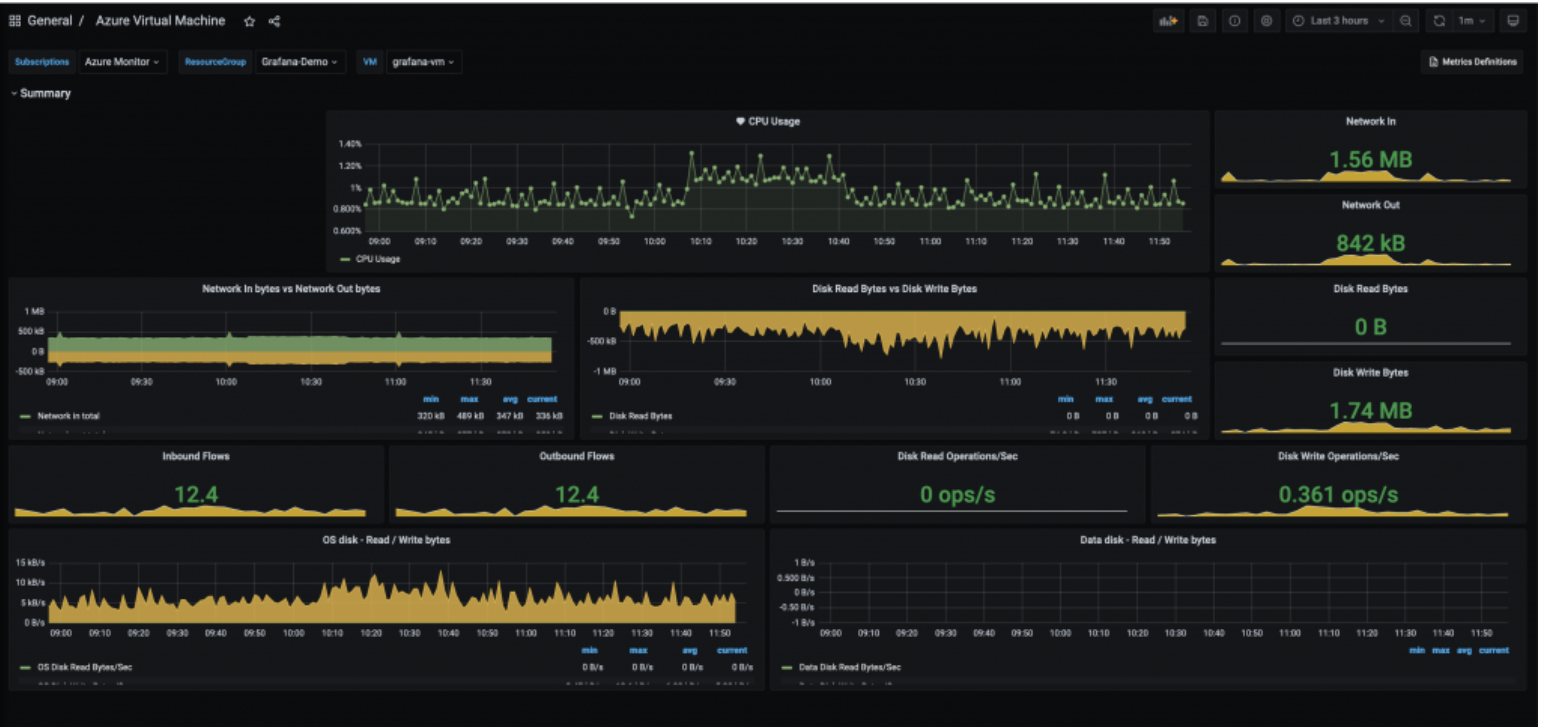 General / Azure Virtual Machine
Last 3 hours
1m
Subscriptions Azure Monitor ResourceGroup Grafana-Demo VM grafana-vm
Metrics Definitions
Summary
CPU Usage
1.40%
1.20%
1%
0.800%
0.600%
09:00 09:10 09:20 09:30 09:40 09:50 10:00 10:10 10:20 10:30 10:40 10:50 11:00 11:10 11:20 11:30 11:40 11:50
CPU Usage
Network In
1.56 MB
Network Out
842 kB
Network In bytes vs Network Out bytes
1 MB
500 kB
0 B
-500 kB
09:00 09:30 10:00 10:30 11:00 11:30
min max avg current
Network in total 320 kB 489 kB 347 kB 336 kB
Disk Read Bytes vs Disk Write Bytes
0 B
-500 kB
-1 MB
09:00 09:30 10:00 10:30 11:00 11:30
min max avg current
Disk Read Bytes 0 B 0 B 0 B 0 B
Disk Read Bytes
0 B
Disk Write Bytes
1.74 MB
Inbound Flows
12.4
Outbound Flows
12.4
Disk Read Operations/Sec
0 ops/s
Disk Write Operations/Sec
0.361 ops/s
OS disk - Read / Write bytes
15 kB/s
10 kB/s
5 kB/s
0 B/s
09:00 09:10 09:20 09:30 09:40 09:50 10:00 10:10 10:20 10:30 10:40 10:50 11:00 11:10 11:20 11:30 11:40 11:50
min max avg current
OS Disk Read Bytes/Sec 0 B/s 0 B/s 0 B/s 0 B/s
Data disk - Read / Write bytes
1 B/s
0.500 B/s
0 B/s
-0.50 B/s
-1 B/s
09:00 09:10 09:20 09:30 09:40 09:50 10:00 10:10 10:20 10:30 10:40 10:50 11:00 11:10 11:20 11:30 11:40 11:50
min max avg current
Data Disk Read Bytes/Sec